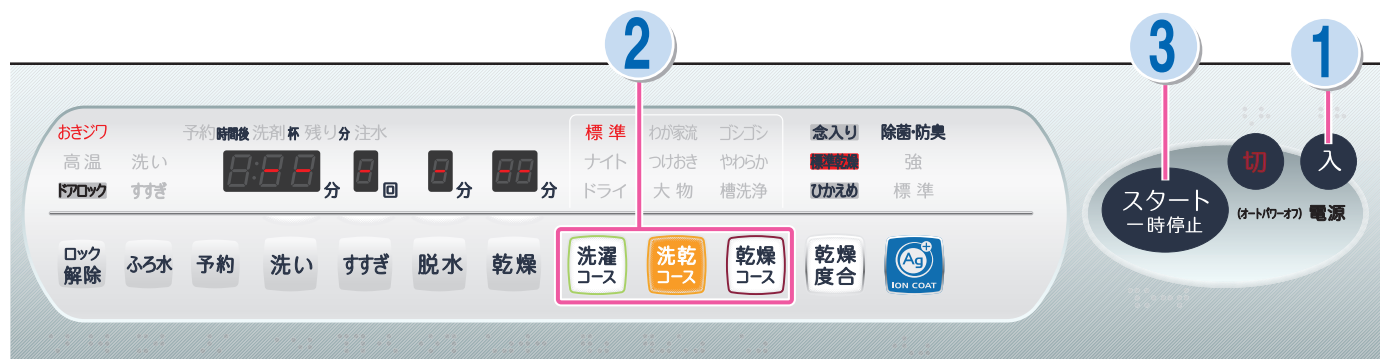 2
3
1
おきジワ 予約 時間後 洗剤 杯 残り 分 注水 標準 わが家流 ゴシゴシ 念入り 除菌・防臭
高温 洗い ナイト つけおき やわらか 標準乾燥 強
ドアロック すすぎ 分 回 分 分 ドライ 大物 槽洗浄 ひかえめ 標準
切 入
スタート
一時停止
(オートパワーオフ) 電源
ロック
解除
ふろ水
予約
洗い
すすぎ
脱水
乾燥
洗濯
コース
洗乾
コース
乾燥
コース
乾燥
度合
Ag+
ION COAT